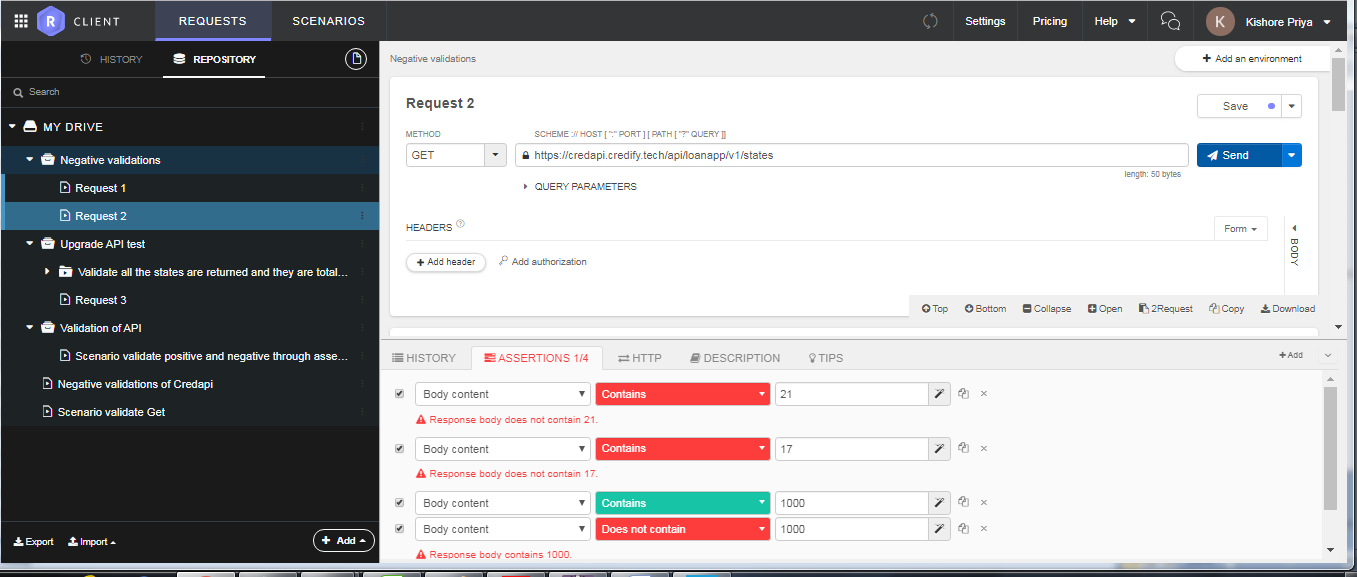 R CLIENT REQUESTS SCENARIOS Settings Pricing Help K Kishore Priya
HISTORY REPOSITORY
Search
MY DRIVE
Negative validations
Request 1
Request 2
Upgrade API test
Validate all the states are returned and they are total...
Request 3
Validation of API
Scenario validate positive and negative through asse...
Negative validations of Credapi
Scenario validate Get
Export Import Add
Negative validations Add an environment
Request 2 Save
METHOD SCHEME :// HOST [ ":" PORT ] [ PATH [ "?" QUERY ]]
GET https://credapi.credify.tech/api/loanapp/v1/states Send
length: 50 bytes
QUERY PARAMETERS
HEADERS ? Form BODY
Add header Add authorization
Top Bottom Collapse Open 2Request Copy Download
HISTORY ASSERTIONS 1/4 HTTP DESCRIPTION TIPS Add
Body content Contains 21
Response body does not contain 21.
Body content Contains 17
Response body does not contain 17.
Body content Contains 1000
Body content Does not contain 1000
Response body contains 1000.